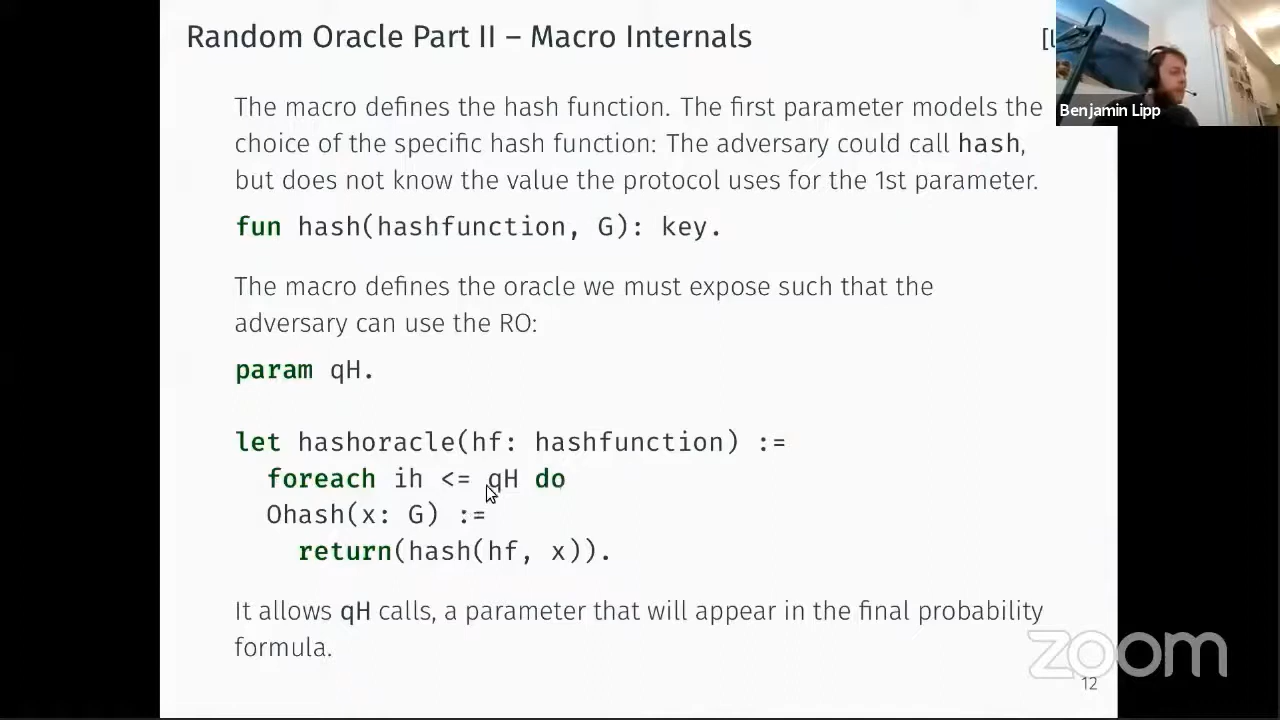 Random Oracle Part II – Macro Internals
Benjamin Lipp
The macro defines the hash function. The first parameter models the
choice of the specific hash function: The adversary could call hash,
but does not know the value the protocol uses for the 1st parameter.
fun hash(hashfunction, G): key.
The macro defines the oracle we must expose such that the
adversary can use the RO:
param qH.
let hashoracle(hf: hashfunction) :=
foreach ih <= qH do
Ohash(x: G) :=
return(hash(hf, x)).
It allows qH calls, a parameter that will appear in the final probability
formula.
zoom
12